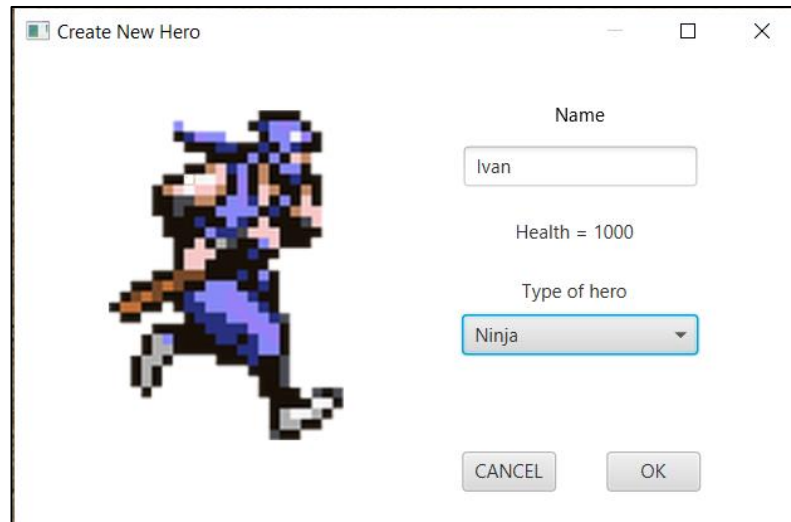 Create New Hero
Name
Ivan
Health = 1000
Type of hero
Ninja
CANCEL OK